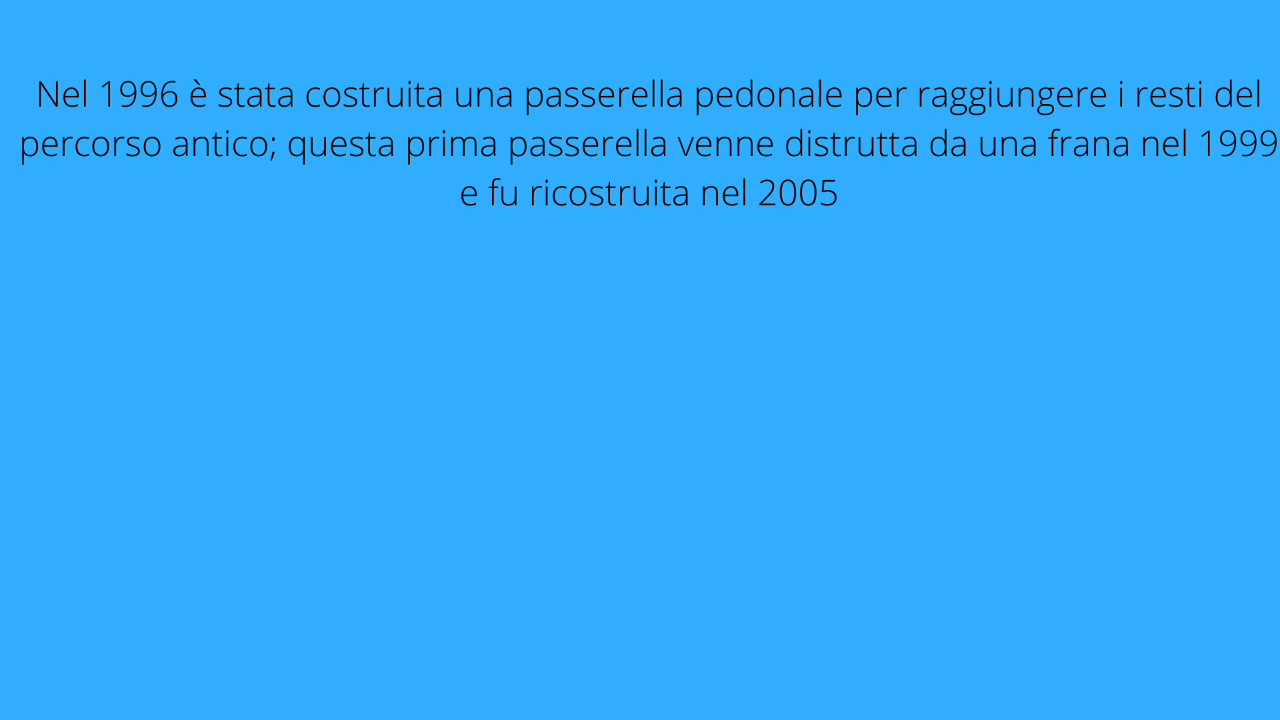 Nel 1996 è stata costruita una passerella pedonale per raggiungere i resti del
percorso antico; questa prima passerella venne distrutta da una frana nel 1999
e fu ricostruita nel 2005